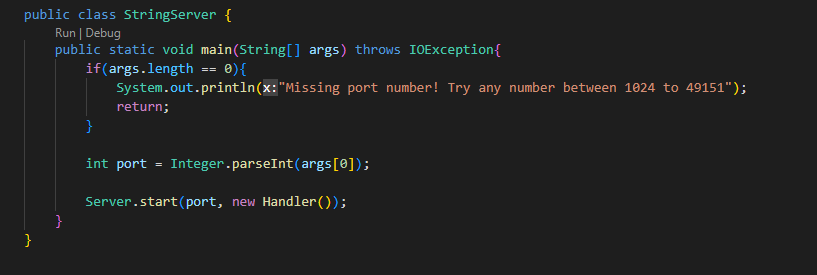 public class StringServer {
Run | Debug
public static void main(String[] args) throws IOException{
if(args.length == 0){
System.out.println(x:"Missing port number! Try any number between 1024 to 49151");
return;
}
int port = Integer.parseInt(args[0]);
Server.start(port, new Handler());
}
}